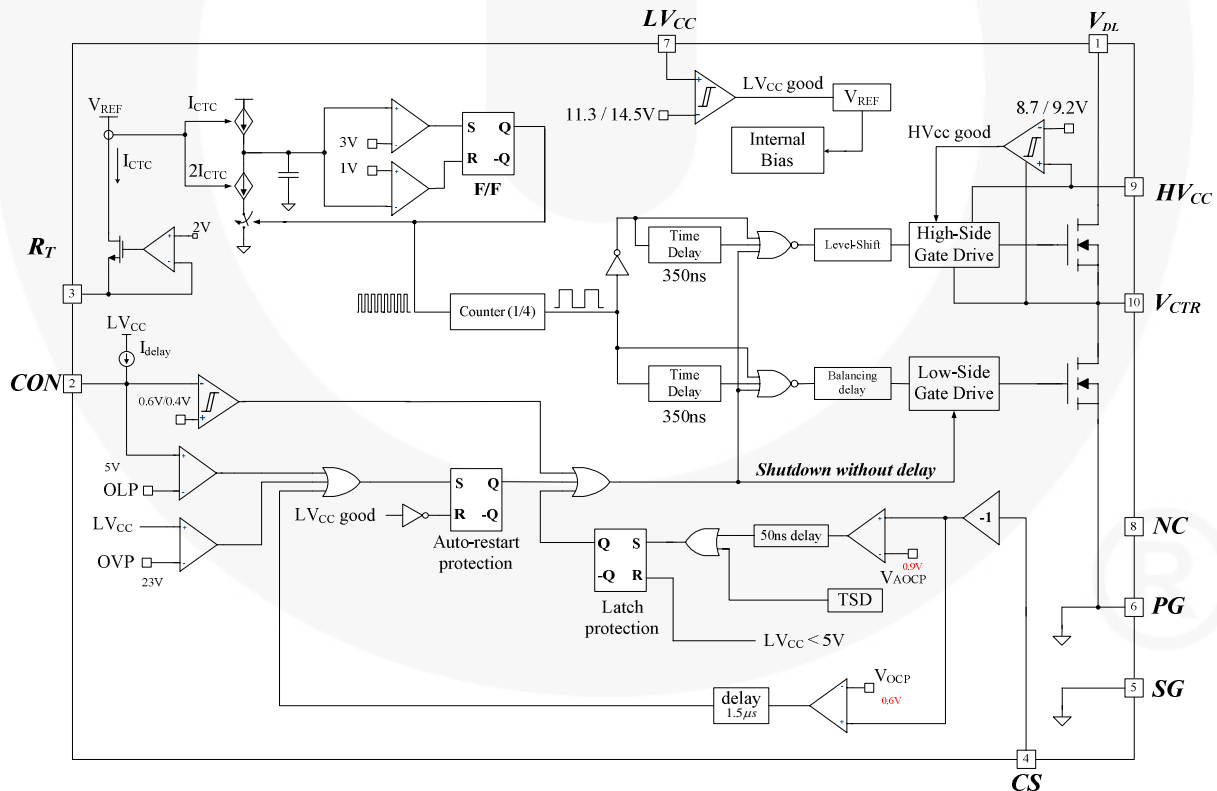 LVCC
VDL
7
1
VREF
ICTC
ICTC
2ICTC
3V
1V
+
-
+
-
S
Q
R
-Q
F/F
+
-
LVCC good
VREF
11.3 / 14.5V
Internal
Bias
8.7 / 9.2V
HVcc good
-
+
9
HVCC
2V
+
-
RT
3
Time
Delay
350ns
Level-Shift
High-Side
Gate Drive
10
VCTR
Counter (1/4)
LVCC
Idelay
CON
2
0.6V/0.4V
-
+
Time
Delay
350ns
Balancing
delay
Low-Side
Gate Drive
5V
OLP
+
-
LVCC
OVP
23V
+
-
S
Q
R
-Q
LVCC good
Auto-restart
protection
Shutdown without delay
Q
S
-Q
R
Latch
protection
50ns delay
+
-
0.9V
VAOCP
-1
TSD
LVCC < 5V
8
NC
6
PG
5
SG
delay
1.5μs
VOCP
0.6V
-
+
4
CS
®